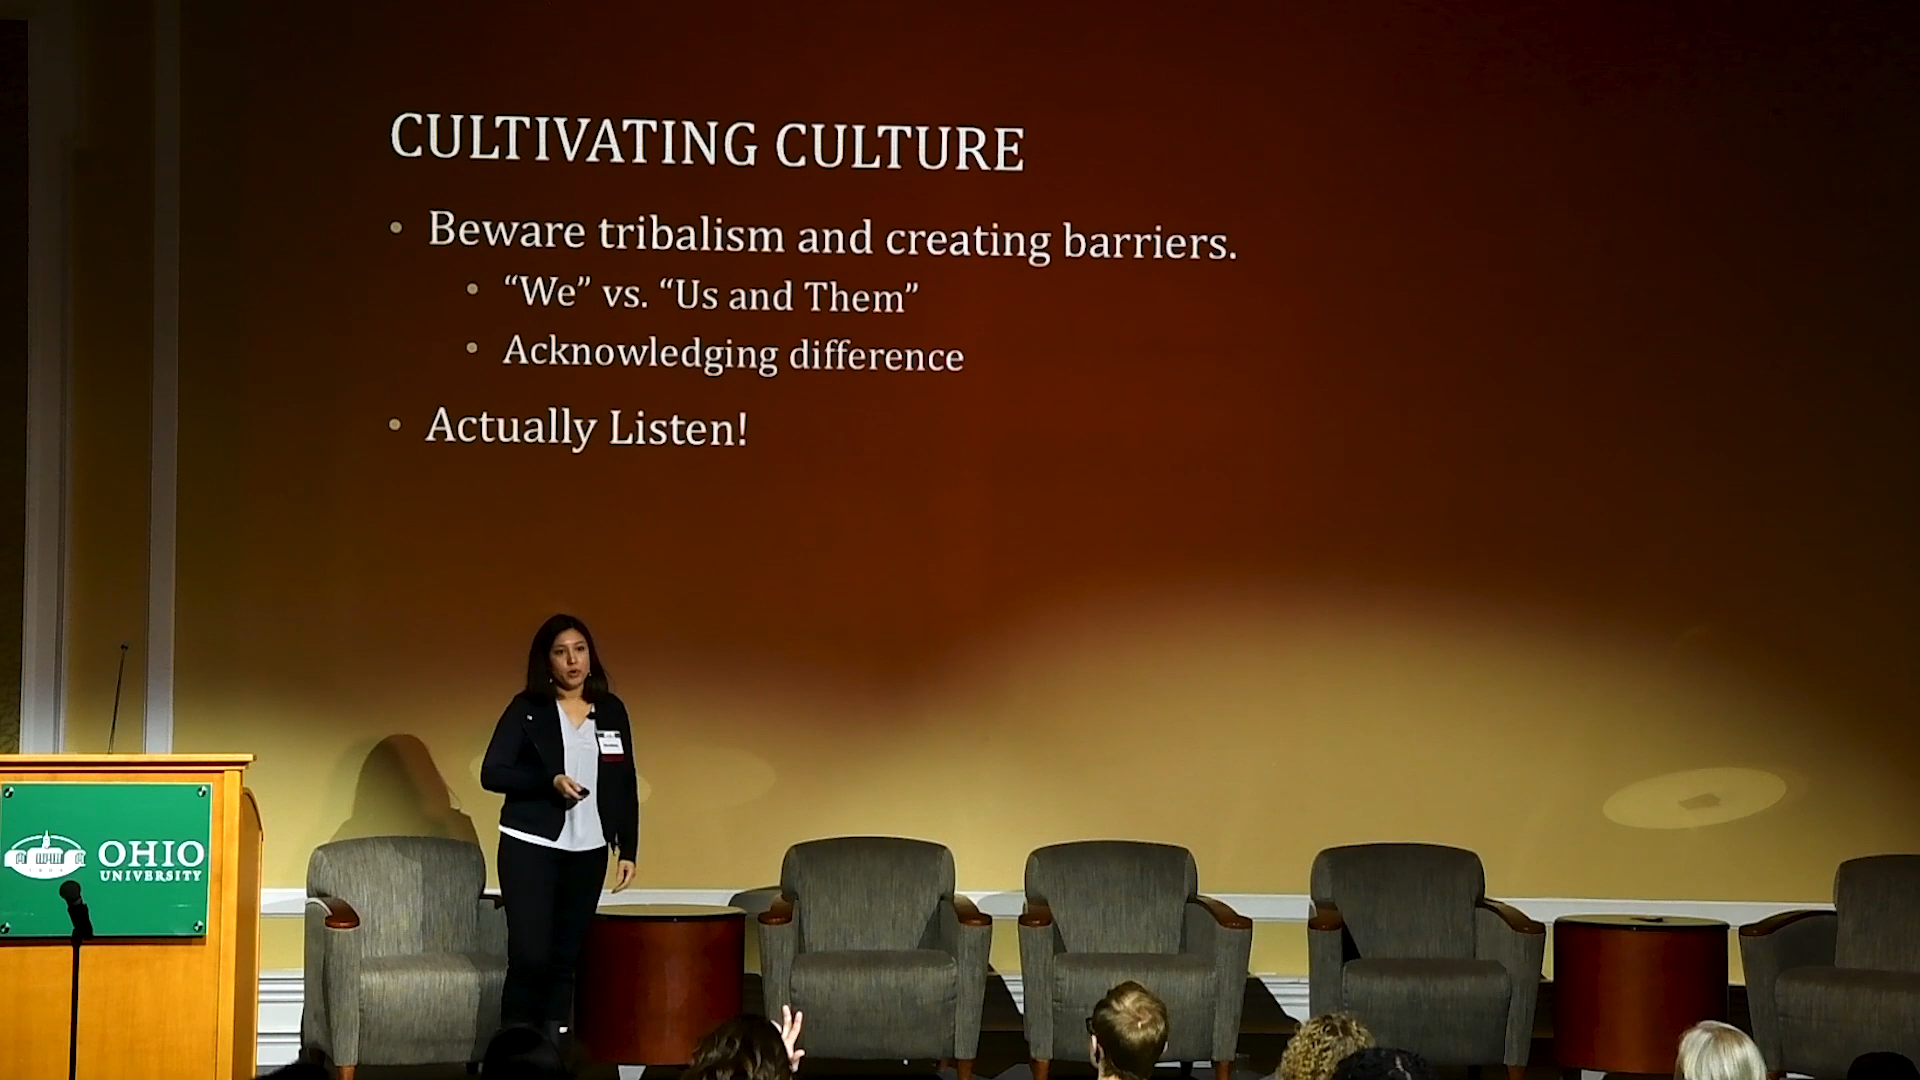 CULTIVATING CULTURE
• Beware tribalism and creating barriers.
• “We” vs. “Us and Them”
• Acknowledging difference
• Actually Listen!
OHIO
UNIVERSITY